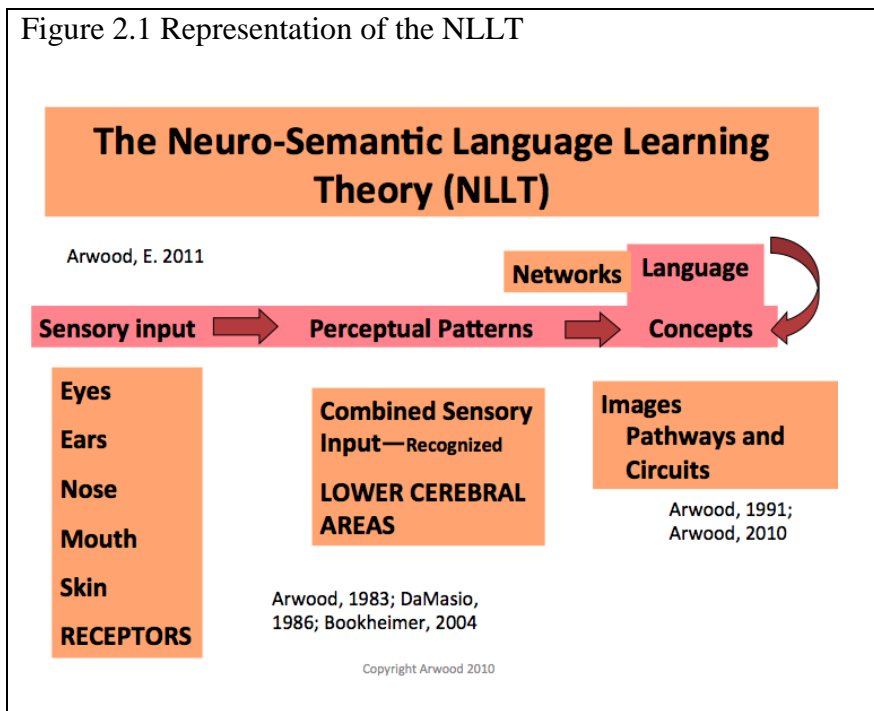 Figure 2.1 Representation of the NLLT
The Neuro-Semantic Language Learning
Theory (NLLT)
Arwood, E. 2011
Networks
Language
Sensory input
Perceptual Patterns
Concepts
Eyes
Ears
Nose
Mouth
Skin
RECEPTORS
Combined Sensory
Input—Recognized
LOWER CEREBRAL
AREAS
Images
Pathways and
Circuits
Arwood, 1991;
Arwood, 2010
Arwood, 1983; DaMasio,
1986; Bookheimer, 2004
Copyright Arwood 2010